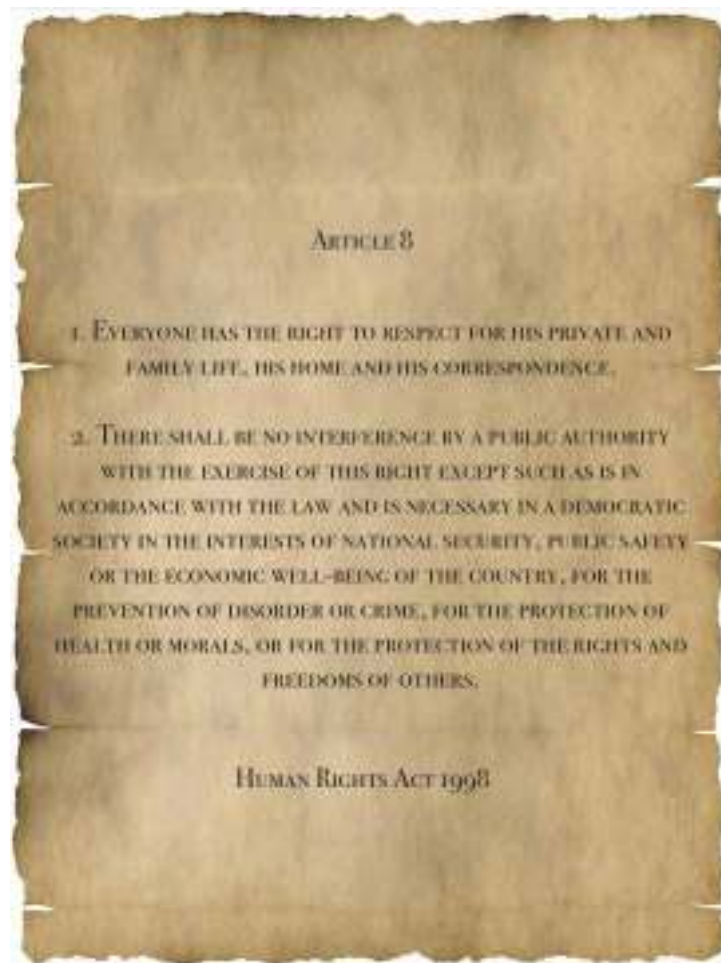 Article 8
1. Everyone has the right to respect for his private and
family life, his home and his correspondence.
2. There shall be no interference by a public authority
with the exercise of this right except such as is in
accordance with the law and is necessary in a democratic
society in the interests of national security, public safety
or the economic well-being of the country, for the
prevention of disorder or crime, for the protection of
health or morals, or for the protection of the rights and
freedoms of others.
Human Rights Act 1998